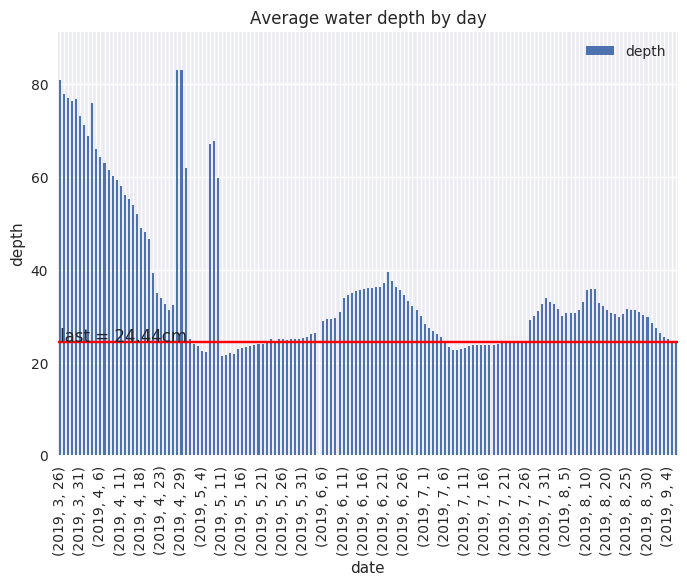 Average water depth by day
depth
80
60
40
20
0
depth
last = 24.44cm
(2019, 3, 26)
(2019, 3, 31)
(2019, 4, 6)
(2019, 4, 11)
(2019, 4, 18)
(2019, 4, 23)
(2019, 4, 29)
(2019, 5, 4)
(2019, 5, 11)
(2019, 5, 16)
(2019, 5, 21)
(2019, 5, 26)
(2019, 5, 31)
(2019, 6, 6)
(2019, 6, 11)
(2019, 6, 16)
(2019, 6, 21)
(2019, 6, 26)
(2019, 7, 1)
(2019, 7, 6)
(2019, 7, 11)
(2019, 7, 16)
(2019, 7, 21)
(2019, 7, 26)
(2019, 7, 31)
(2019, 8, 5)
(2019, 8, 10)
(2019, 8, 20)
(2019, 8, 25)
(2019, 8, 30)
(2019, 9, 4)
date